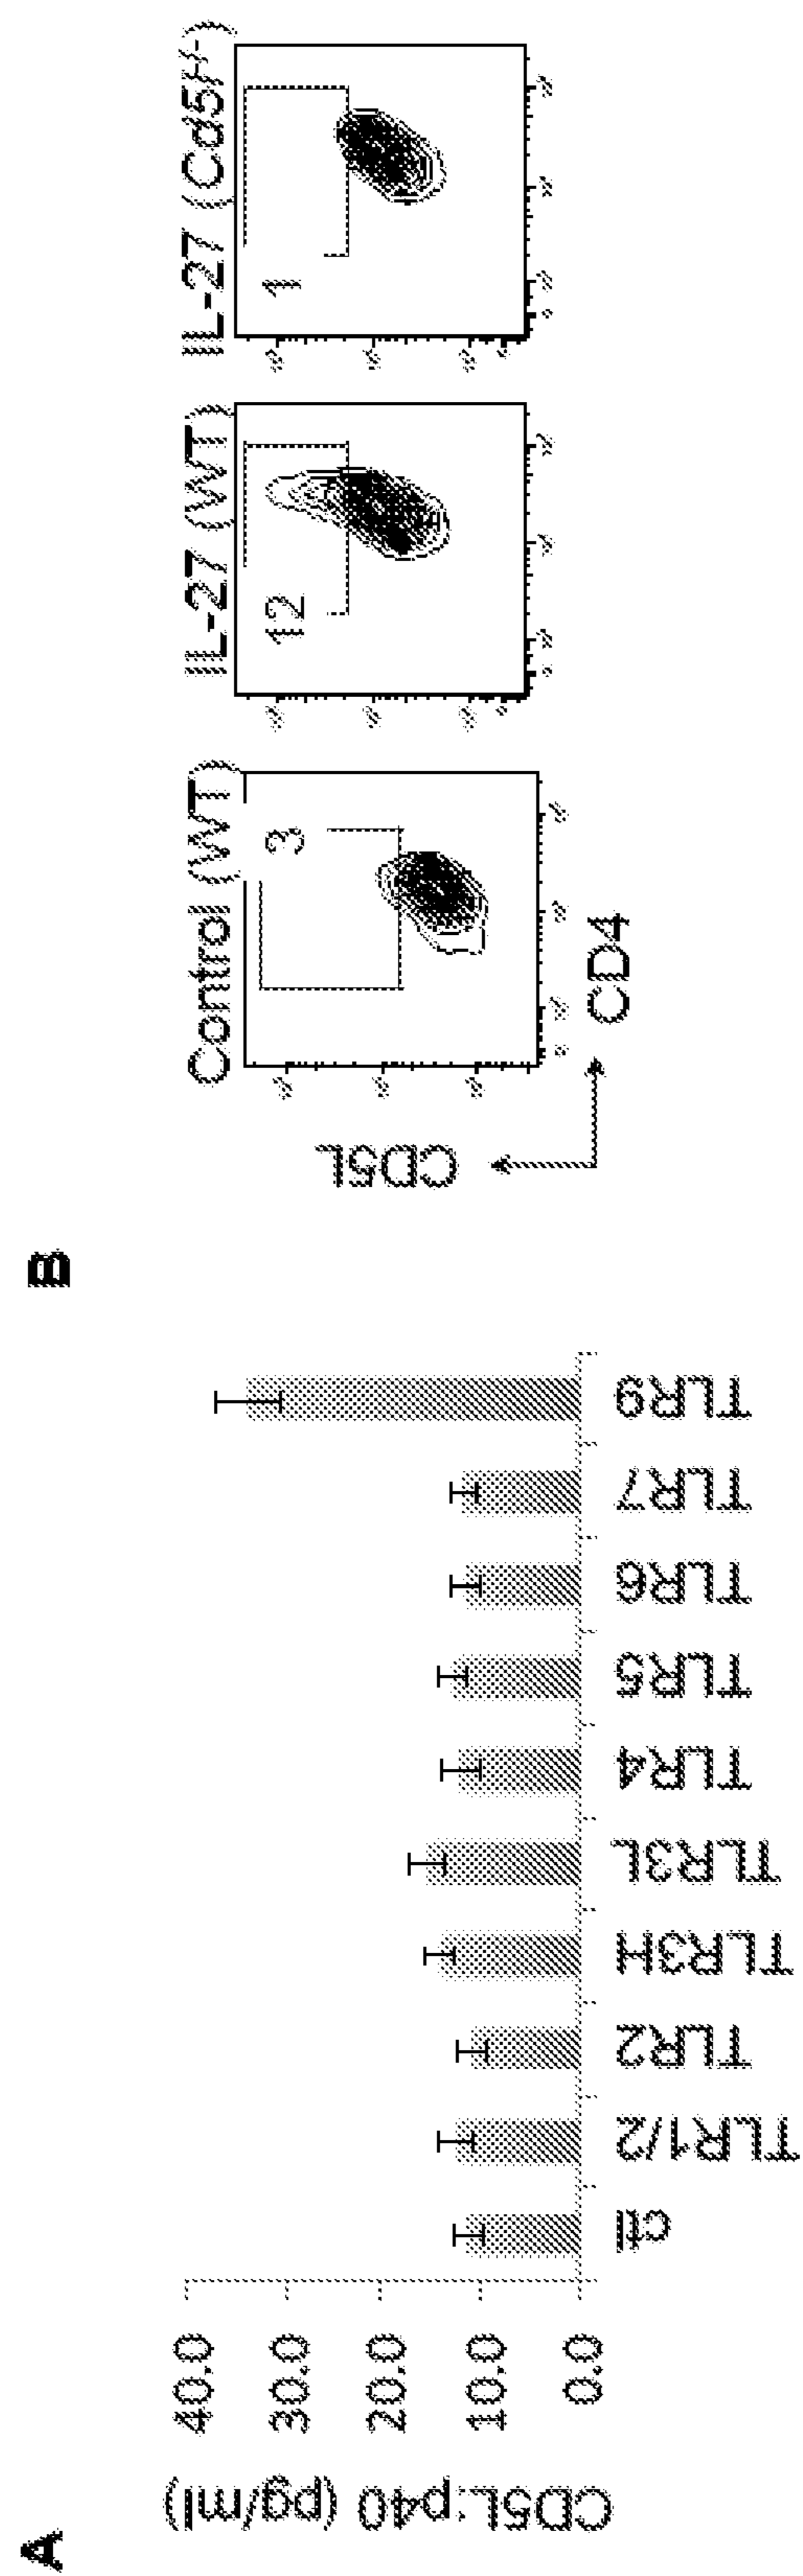 A
CD5L:p40 (pg/ml)
40.0
30.0
20.0
10.0
0.0
ctl
TLR1/2
TLR2
TLR3H
TLR3L
TLR4
TLR5
TLR6
TLR7
TLR9
B
Control (WT)
3
IL-27 (WT)
12
IL-27 (Cd5l-/-)
1
CD5L
CD4